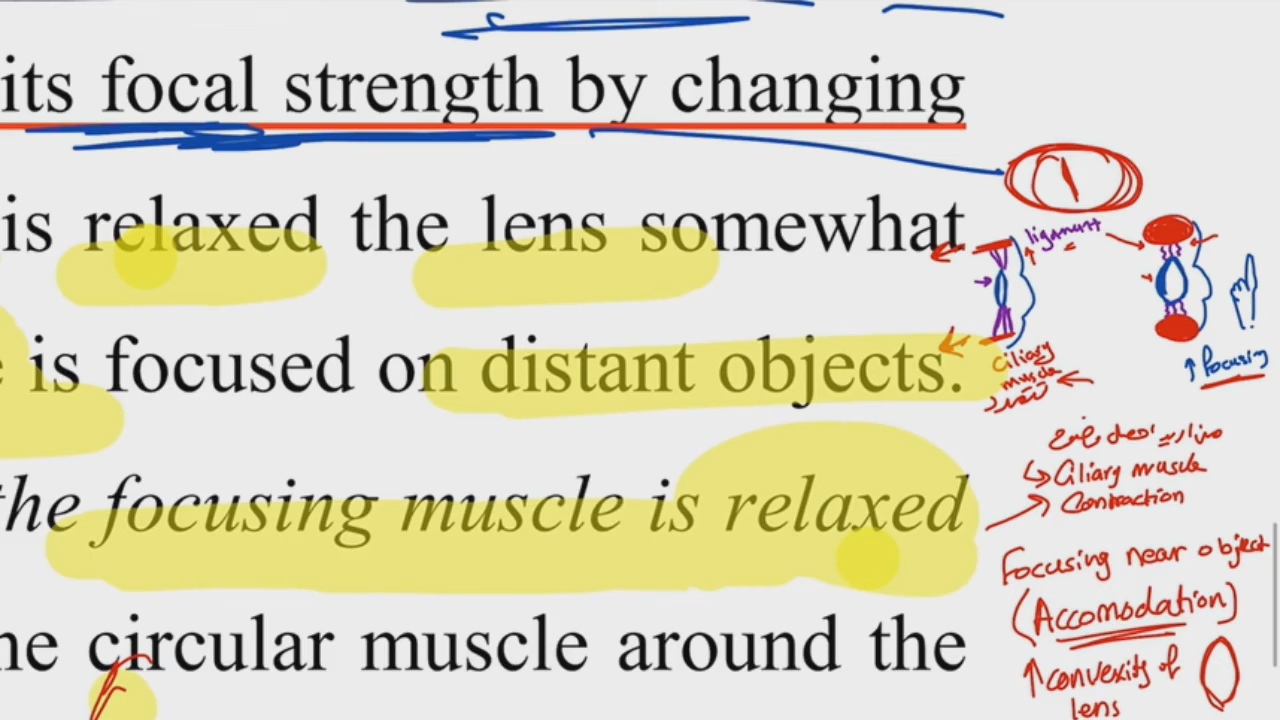 its focal strength by changing
is relaxed the lens somewhat
is focused on distant objects.
the focusing muscle is relaxed
he circular muscle around the
ligament
Ciliary
muscle
↑ focusing
↳ Ciliary muscle
Contraction
Focusing near object
(Accomodation)
↑ convexity of
lens